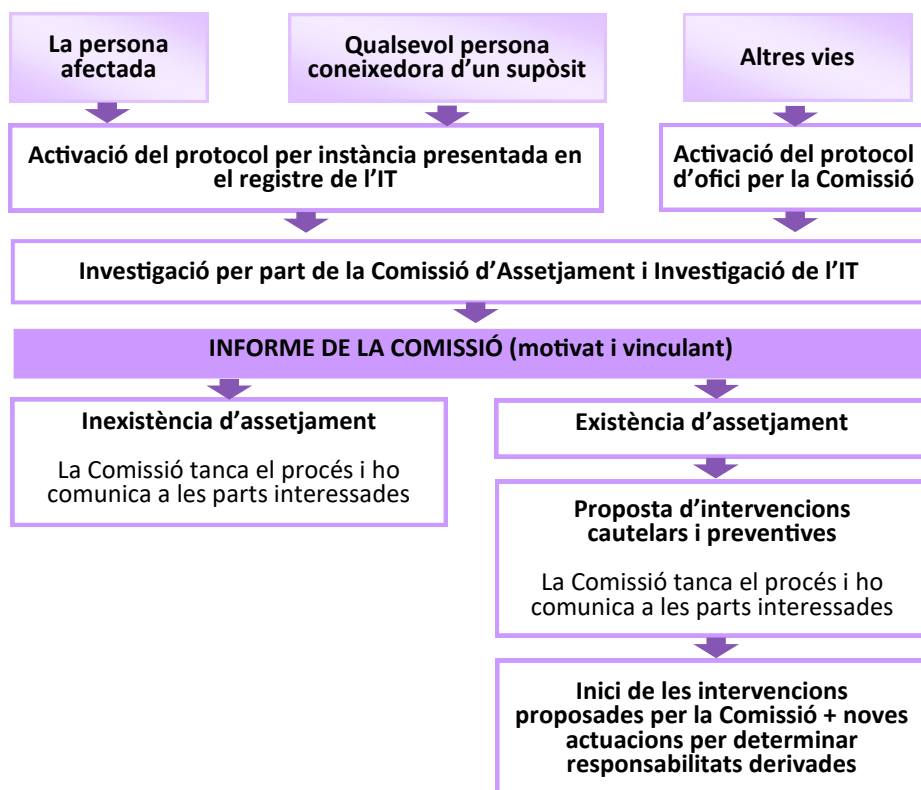 La persona
afectada
Qualsevol persona
coneixedora d’un supòsit
Altres vies
Activació del protocol per instància presentada en
el registre de l’IT
Activació del protocol
d’ofici per la Comissió
Investigació per part de la Comissió d’Assetjament i Investigació de l’IT
INFORME DE LA COMISSIÓ (motivat i vinculant)
Inexistència d’assetjament
La Comissió tanca el procés i ho
comunica a les parts interessades
Existència d’assetjament
Proposta d’intervencions
cautelars i preventives
La Comissió tanca el procés i ho
comunica a les parts interessades
Inici de les intervencions
proposades per la Comissió + noves
actuacions per determinar
responsabilitats derivades